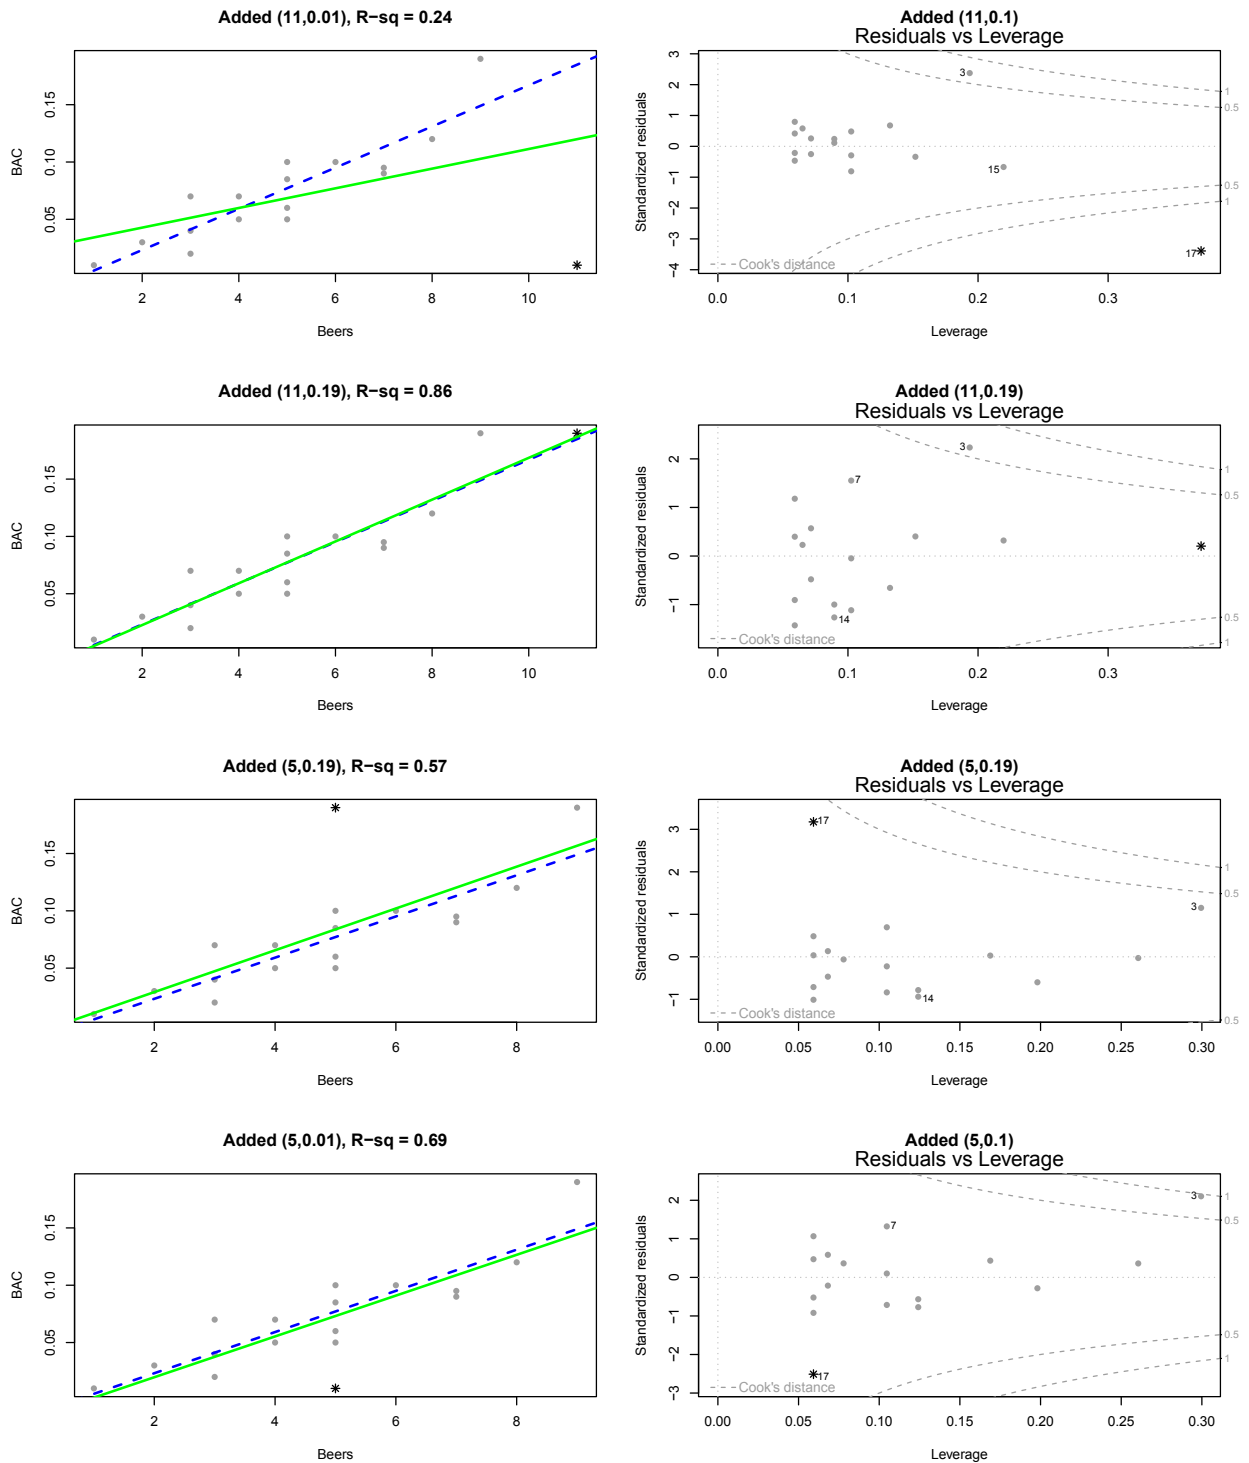 Added (11,0.01), R−sq = 0.24
BAC
0.05 0.10 0.15
2 4 6 8 10
Beers
Added (11,0.1)
Residuals vs Leverage
Standardized residuals
−4 −3 −2 −1 0 1 2 3
3
15
17
1
0.5
0.5
1
Cook's distance
0.0 0.1 0.2 0.3
Leverage
Added (11,0.19), R−sq = 0.86
BAC
0.05 0.10 0.15
2 4 6 8 10
Beers
Added (11,0.19)
Residuals vs Leverage
Standardized residuals
−1 0 1 2
3
7
14
1
0.5
0.5
1
Cook's distance
0.0 0.1 0.2 0.3
Leverage
Added (5,0.19), R−sq = 0.57
BAC
0.05 0.10 0.15
2 4 6 8
Beers
Added (5,0.19)
Residuals vs Leverage
Standardized residuals
−1 0 1 2 3
17
3
14
1
0.5
0.5
Cook's distance
0.00 0.05 0.10 0.15 0.20 0.25 0.30
Leverage
Added (5,0.01), R−sq = 0.69
BAC
0.05 0.10 0.15
2 4 6 8
Beers
Added (5,0.1)
Residuals vs Leverage
Standardized residuals
−3 −2 −1 0 1 2
3
7
17
1
0.5
0.5
1
Cook's distance
0.00 0.05 0.10 0.15 0.20 0.25 0.30
Leverage